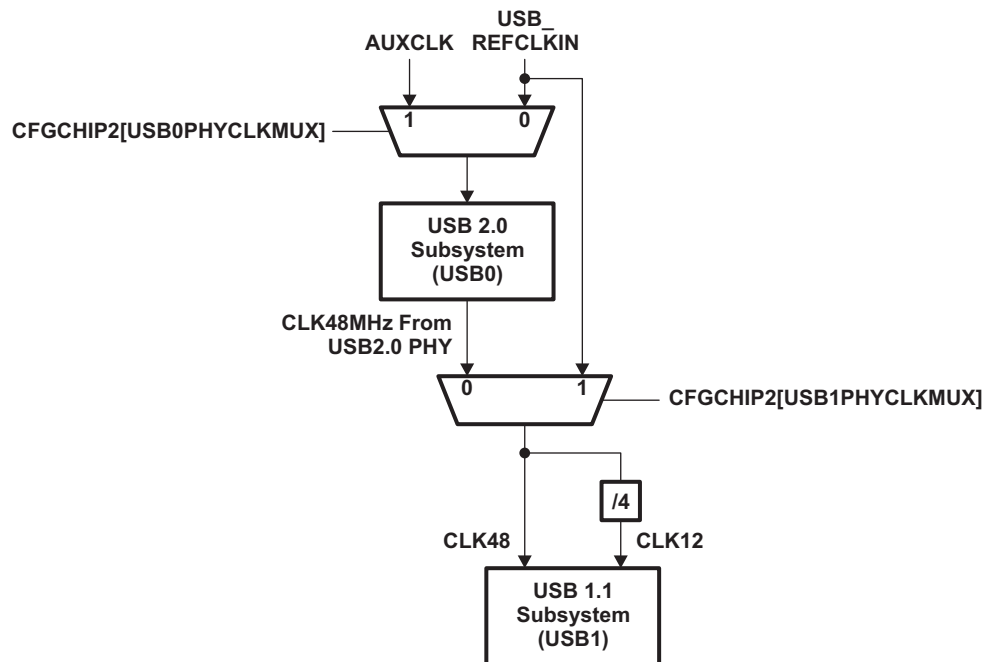 USB_
AUXCLK REFCLKIN
1 0
CFGCHIP2[USB0PHYCLKMUX]
USB 2.0
Subsystem
(USB0)
CLK48MHz From
USB2.0 PHY
0 1
CFGCHIP2[USB1PHYCLKMUX]
/4
CLK48 CLK12
USB 1.1
Subsystem
(USB1)